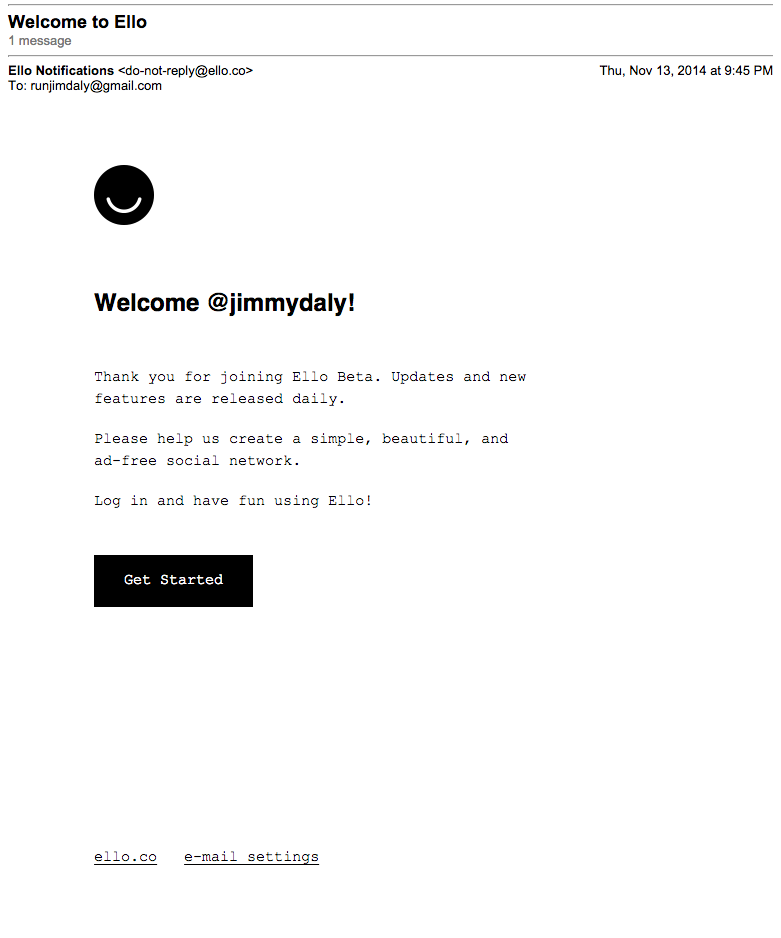 Welcome to Ello
1 message
Ello Notifications <do-not-reply@ello.co> Thu, Nov 13, 2014 at 9:45 PM
To: runjimdaly@gmail.com
Welcome @jimmydaly!
Thank you for joining Ello Beta. Updates and new
features are released daily.
Please help us create a simple, beautiful, and
ad-free social network.
Log in and have fun using Ello!
Get Started
ello.co e-mail settings